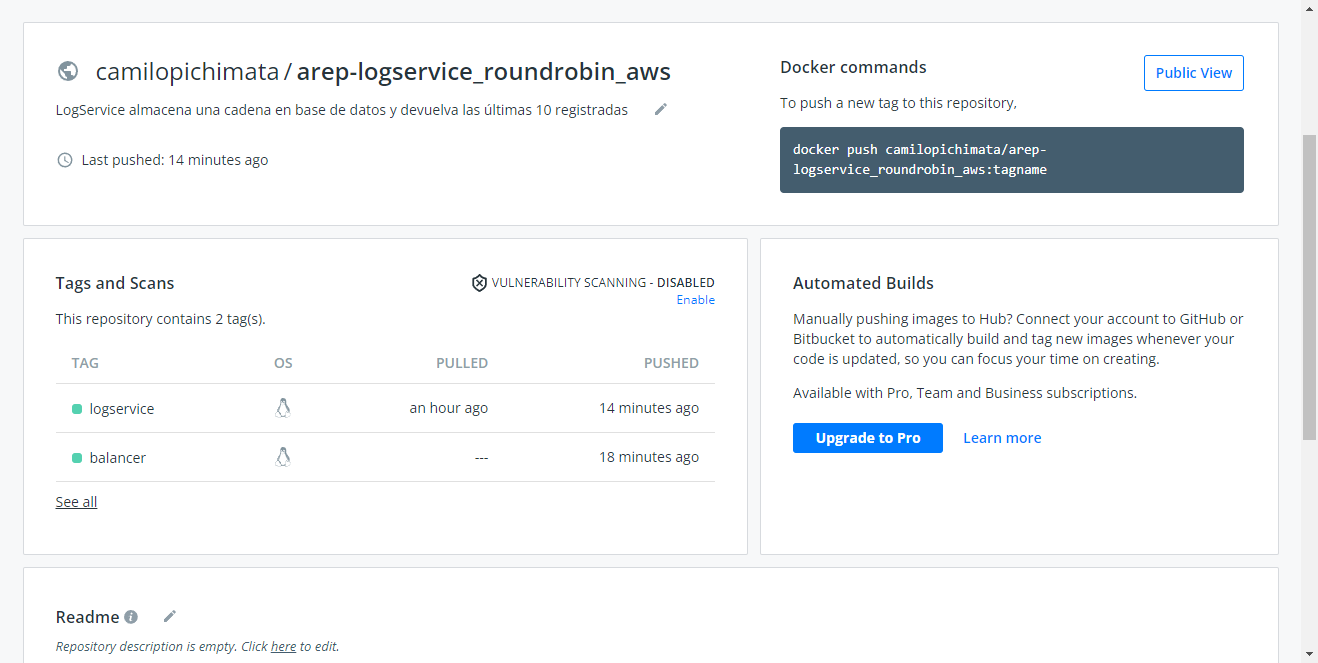 camilopichimata / arep-logservice_roundrobin_aws
LogService almacena una cadena en base de datos y devuelva las últimas 10 registradas
Last pushed: 14 minutes ago
Docker commands
Public View
To push a new tag to this repository,
docker push camilopichimata/arep-
logservice_roundrobin_aws:tagname
Tags and Scans
VULNERABILITY SCANNING - DISABLED
Enable
This repository contains 2 tag(s).
TAG OS PULLED PUSHED
logservice an hour ago 14 minutes ago
balancer --- 18 minutes ago
See all
Automated Builds
Manually pushing images to Hub? Connect your account to GitHub or
Bitbucket to automatically build and tag new images whenever your
code is updated, so you can focus your time on creating.
Available with Pro, Team and Business subscriptions.
Upgrade to Pro Learn more
Readme
Repository description is empty. Click here to edit.